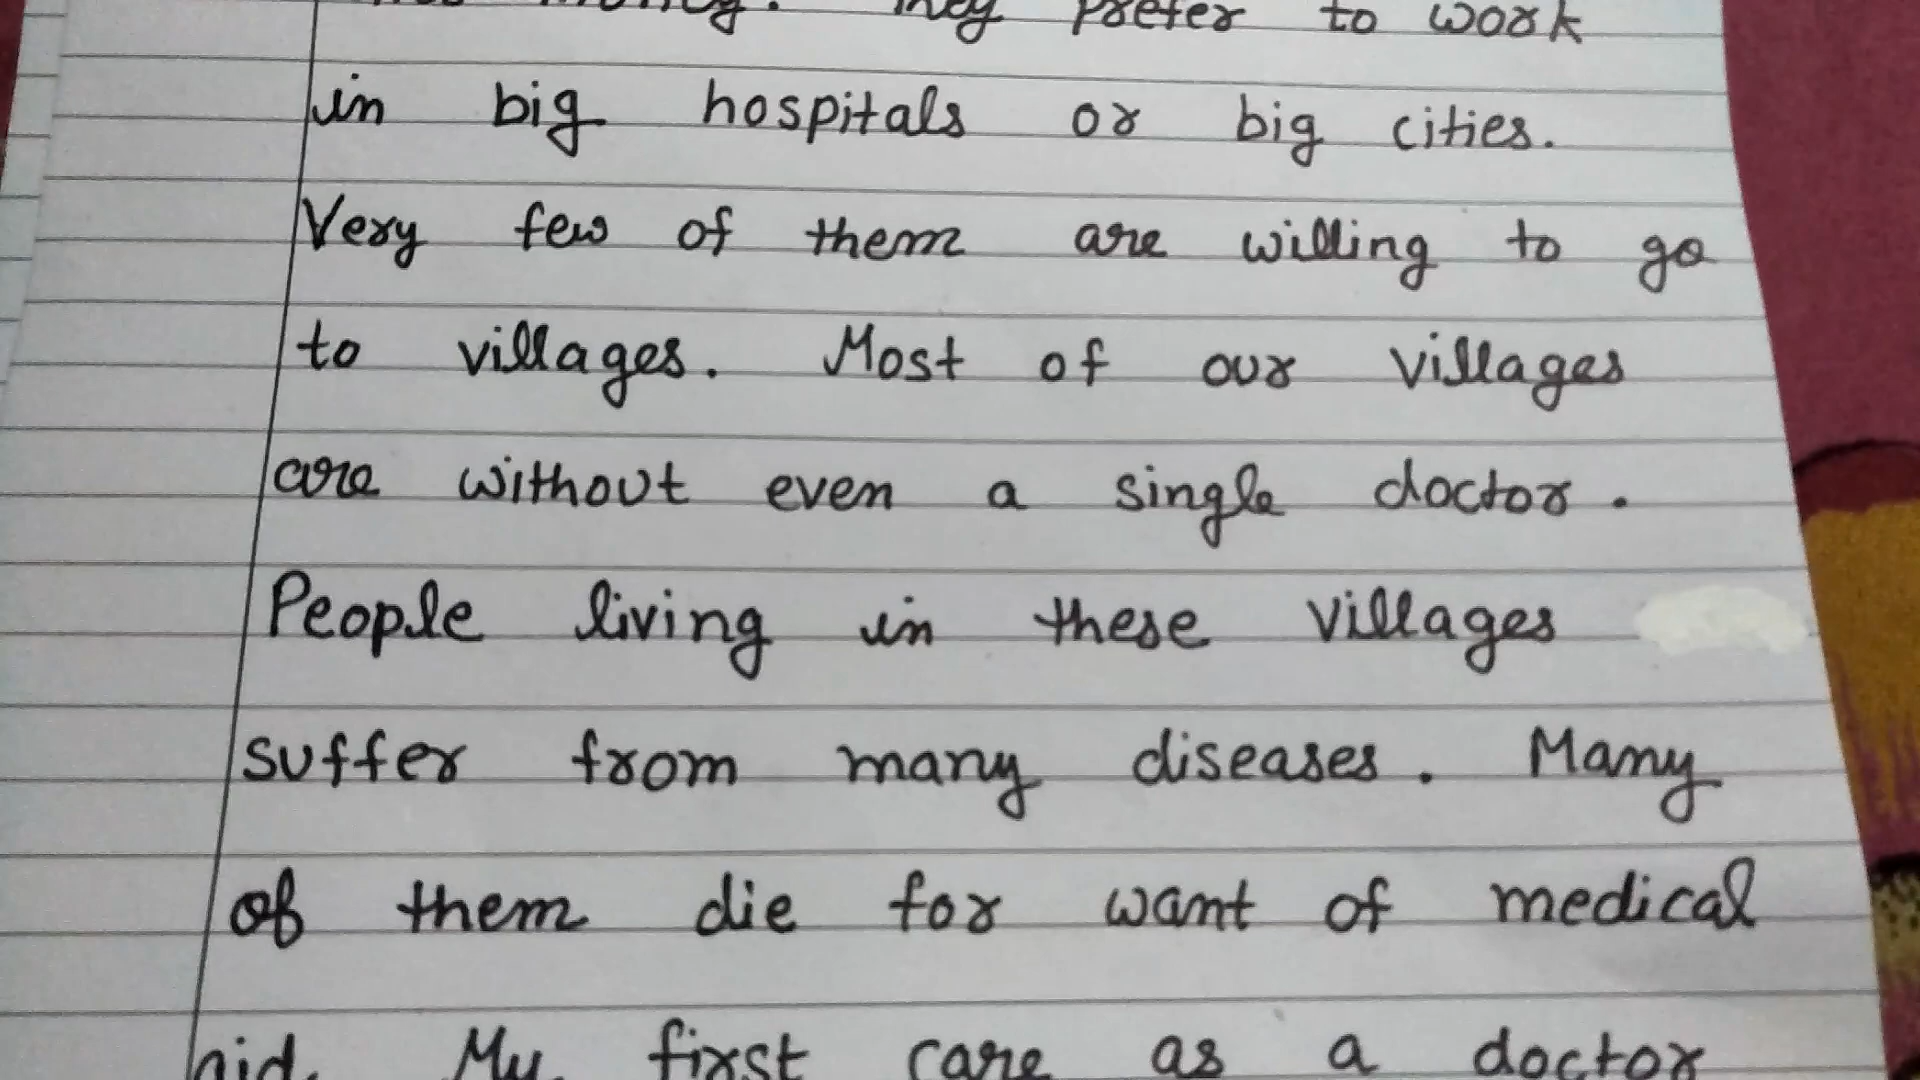 money. They prefer to work
in big hospitals or big cities.
Very few of them are willing to go
to villages. Most of our villages
are without even a single doctor.
People living in these villages
suffer from many diseases. Many
of them die for want of medical
aid. My first care as a doctor